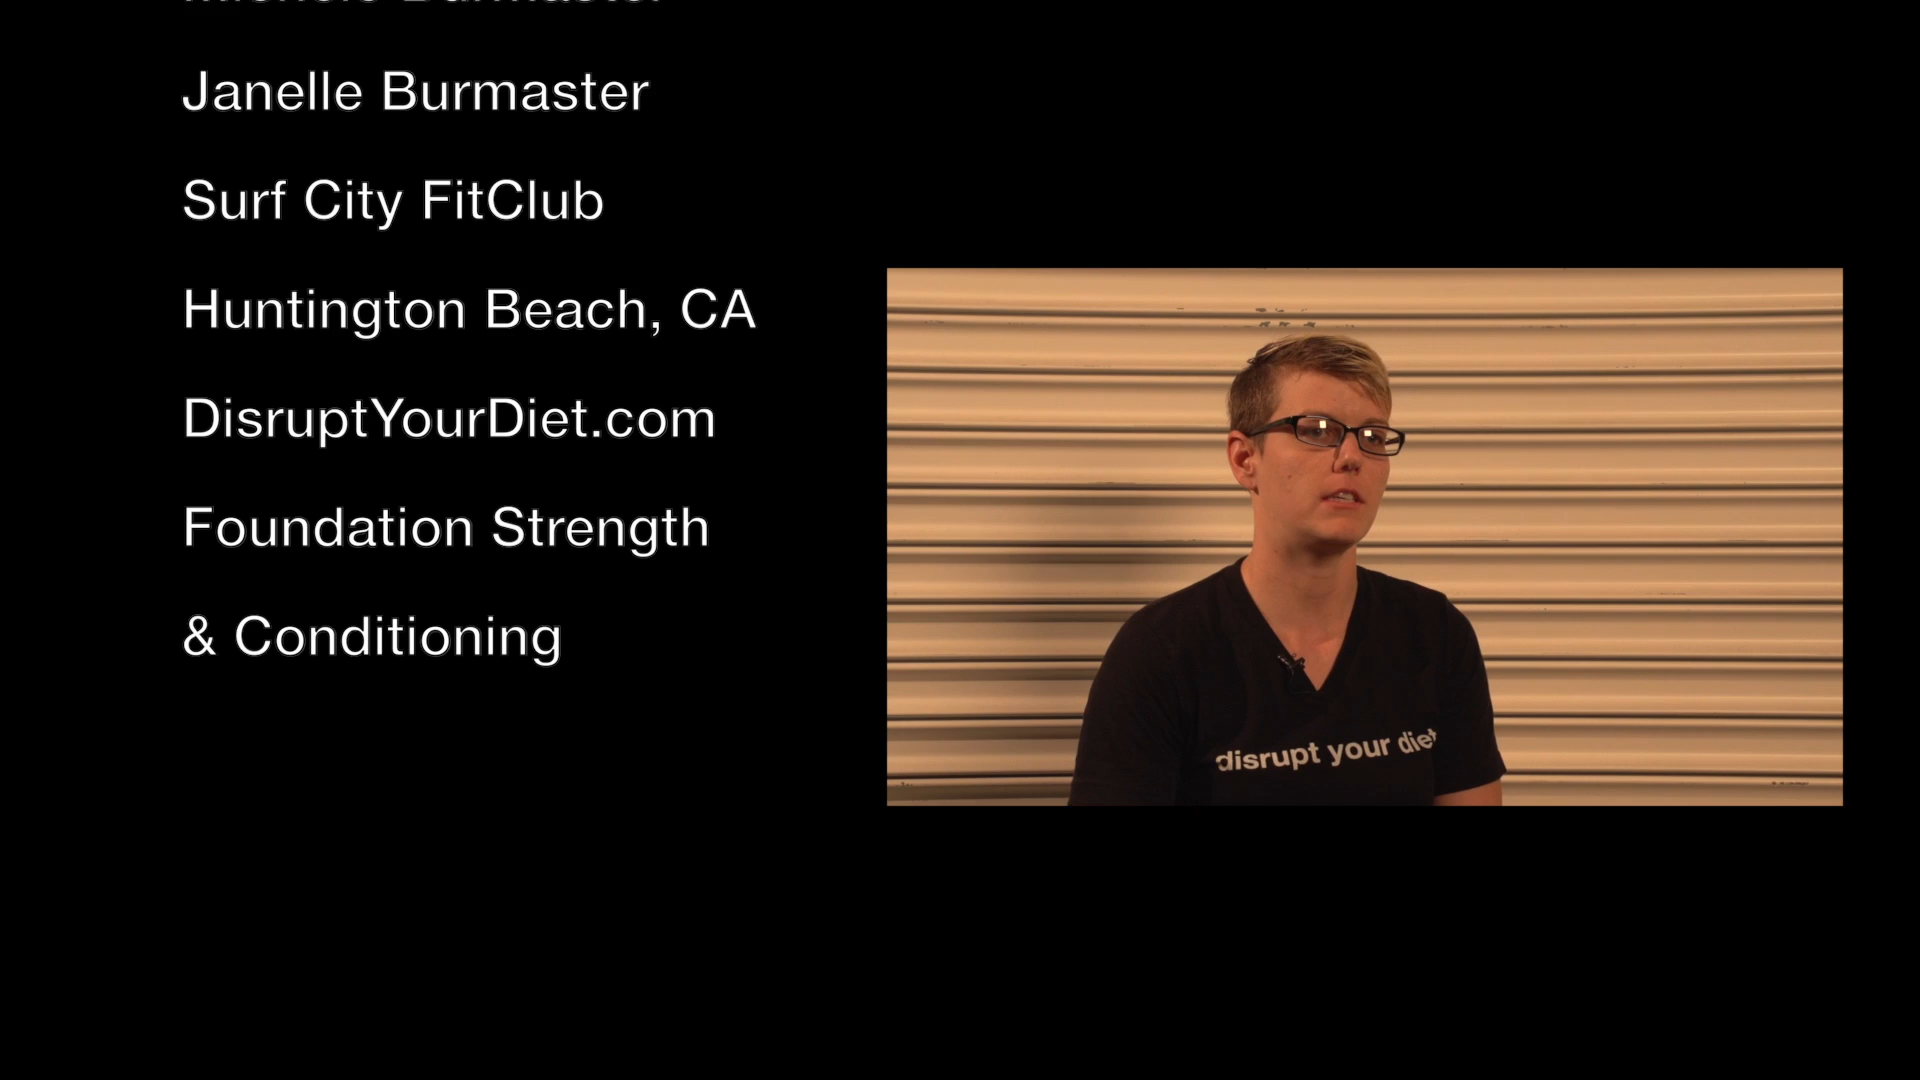 Janelle Burmaster
Surf City FitClub
Huntington Beach, CA
DisruptYourDiet.com
Foundation Strength
& Conditioning
disrupt your diet